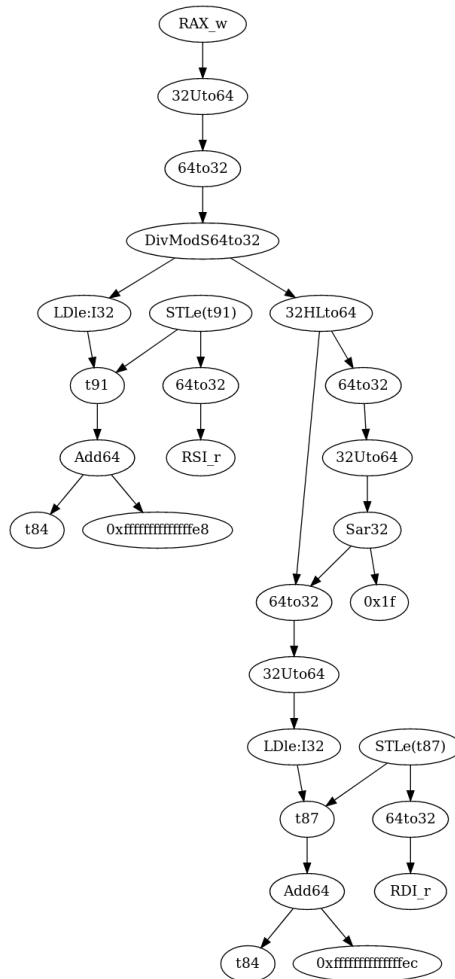 RAX_w
32Uto64
64to32
DivModS64to32
LDle:I32
STLe(t91)
32HLto64
t91
64to32
64to32
Add64
RSI_r
32Uto64
t84
0xffffffffffffffe8
Sar32
64to32
0x1f
32Uto64
LDle:I32
STLe(t87)
t87
64to32
Add64
RDI_r
t84
0xffffffffffffffec